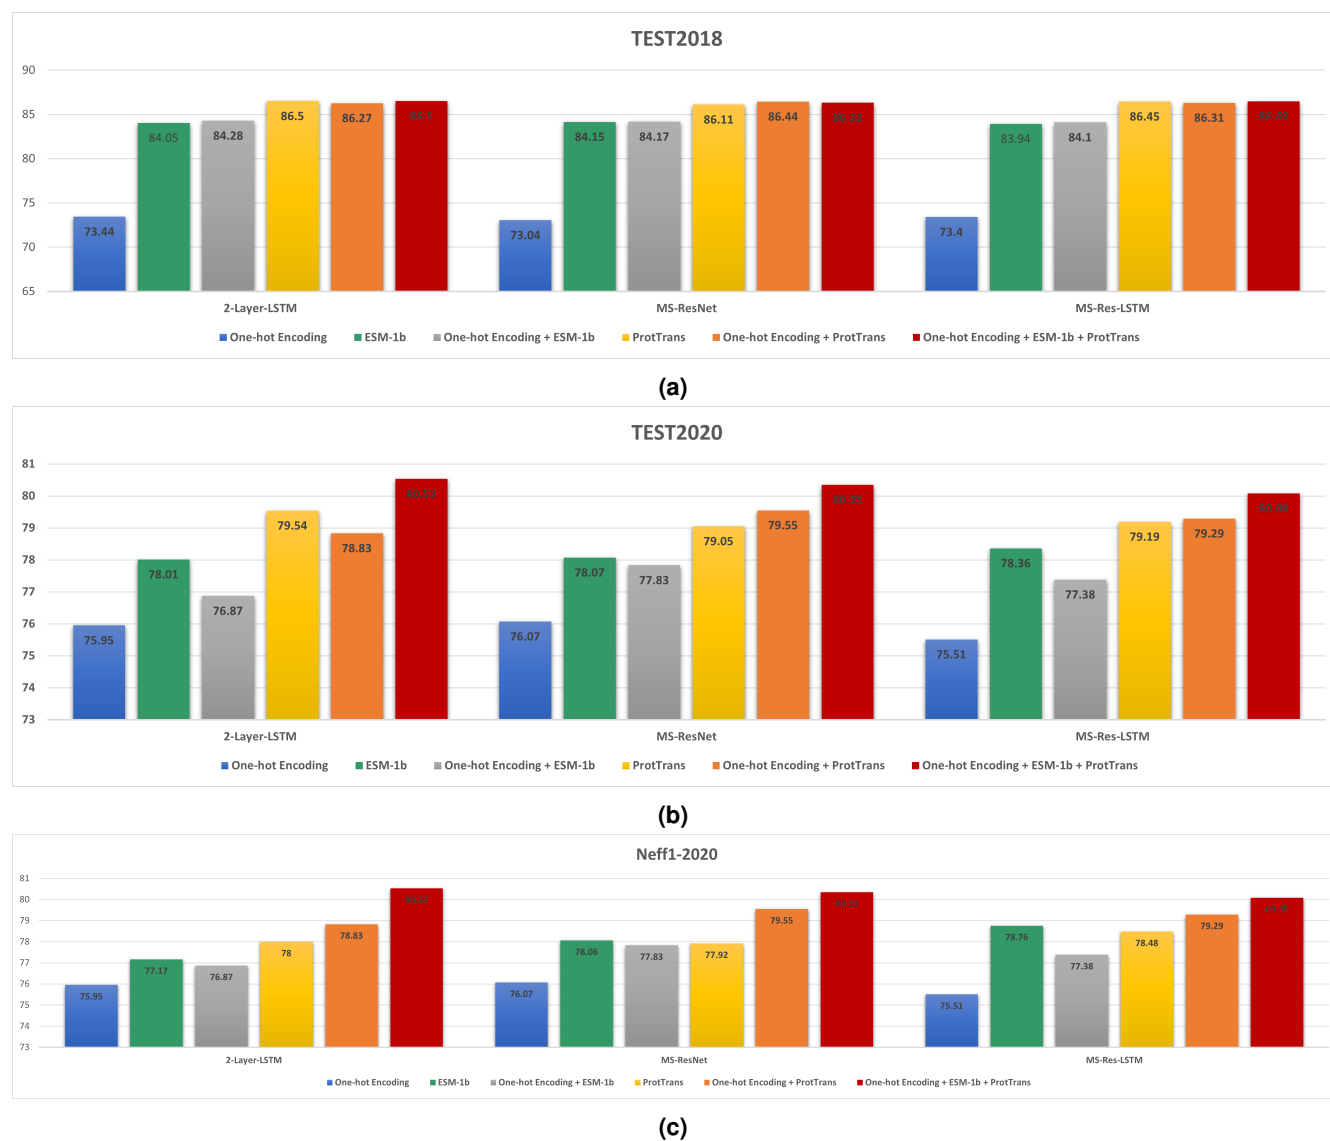 TEST2018
90
85
80
75
70
65
73.44 84.05 84.28 86.5 86.27
73.04 84.15 84.17 86.11 86.44
73.4 83.94 84.1 86.45 86.31
2-Layer-LSTM MS-ResNet MS-Res-LSTM
One-hot Encoding ESM-1b One-hot Encoding + ESM-1b ProtTrans One-hot Encoding + ProtTrans One-hot Encoding + ESM-1b + ProtTrans
(a)
TEST2020
81
80
79
78
77
76
75
74
73
75.95 78.01 76.87 79.54 78.83
76.07 78.07 77.83 79.05 79.55
75.51 78.36 77.38 79.19 79.29
2-Layer-LSTM MS-ResNet MS-Res-LSTM
One-hot Encoding ESM-1b One-hot Encoding + ESM-1b ProtTrans One-hot Encoding + ProtTrans One-hot Encoding + ESM-1b + ProtTrans
(b)
Neff1-2020
81
80
79
78
77
76
75
74
73
75.95 77.17 76.87 78 78.83
76.07 78.06 77.83 77.92 79.55
75.51 78.76 77.38 78.48 79.29
2-Layer-LSTM MS-ResNet MS-Res-LSTM
One-hot Encoding ESM-1b One-hot Encoding + ESM-1b ProtTrans One-hot Encoding + ProtTrans One-hot Encoding + ESM-1b + ProtTrans
(c)